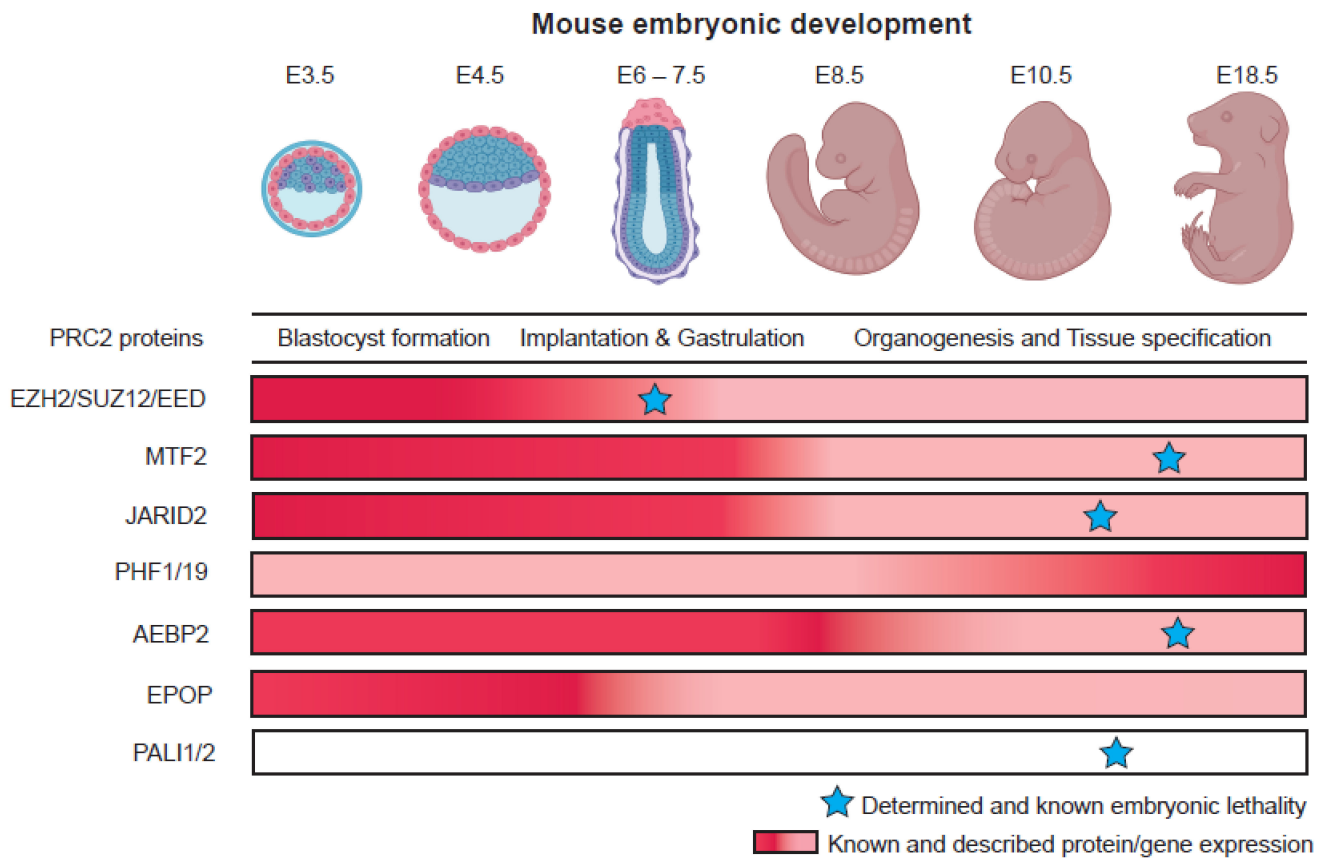 Mouse embryonic development
E3.5 E4.5 E6 – 7.5 E8.5 E10.5 E18.5
PRC2 proteins Blastocyst formation Implantation & Gastrulation Organogenesis and Tissue specification
EZH2/SUZ12/EED
MTF2
JARID2
PHF1/19
AEBP2
EPOP
PALI1/2
Determined and known embryonic lethality
Known and described protein/gene expression